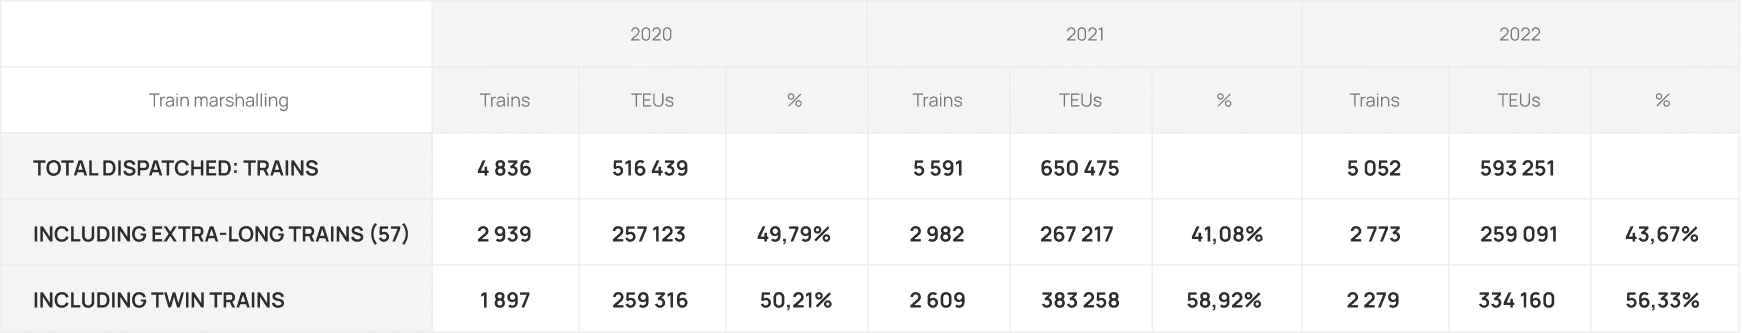 2020 2021 2022
Train marshalling Trains TEUs % Trains TEUs % Trains TEUs %
TOTAL DISPATCHED: TRAINS 4 836 516 439 5 591 650 475 5 052 593 251
INCLUDING EXTRA-LONG TRAINS (57) 2 939 257 123 49,79% 2 982 267 217 41,08% 2 773 259 091 43,67%
INCLUDING TWIN TRAINS 1 897 259 316 50,21% 2 609 383 258 58,92% 2 279 334 160 56,33%